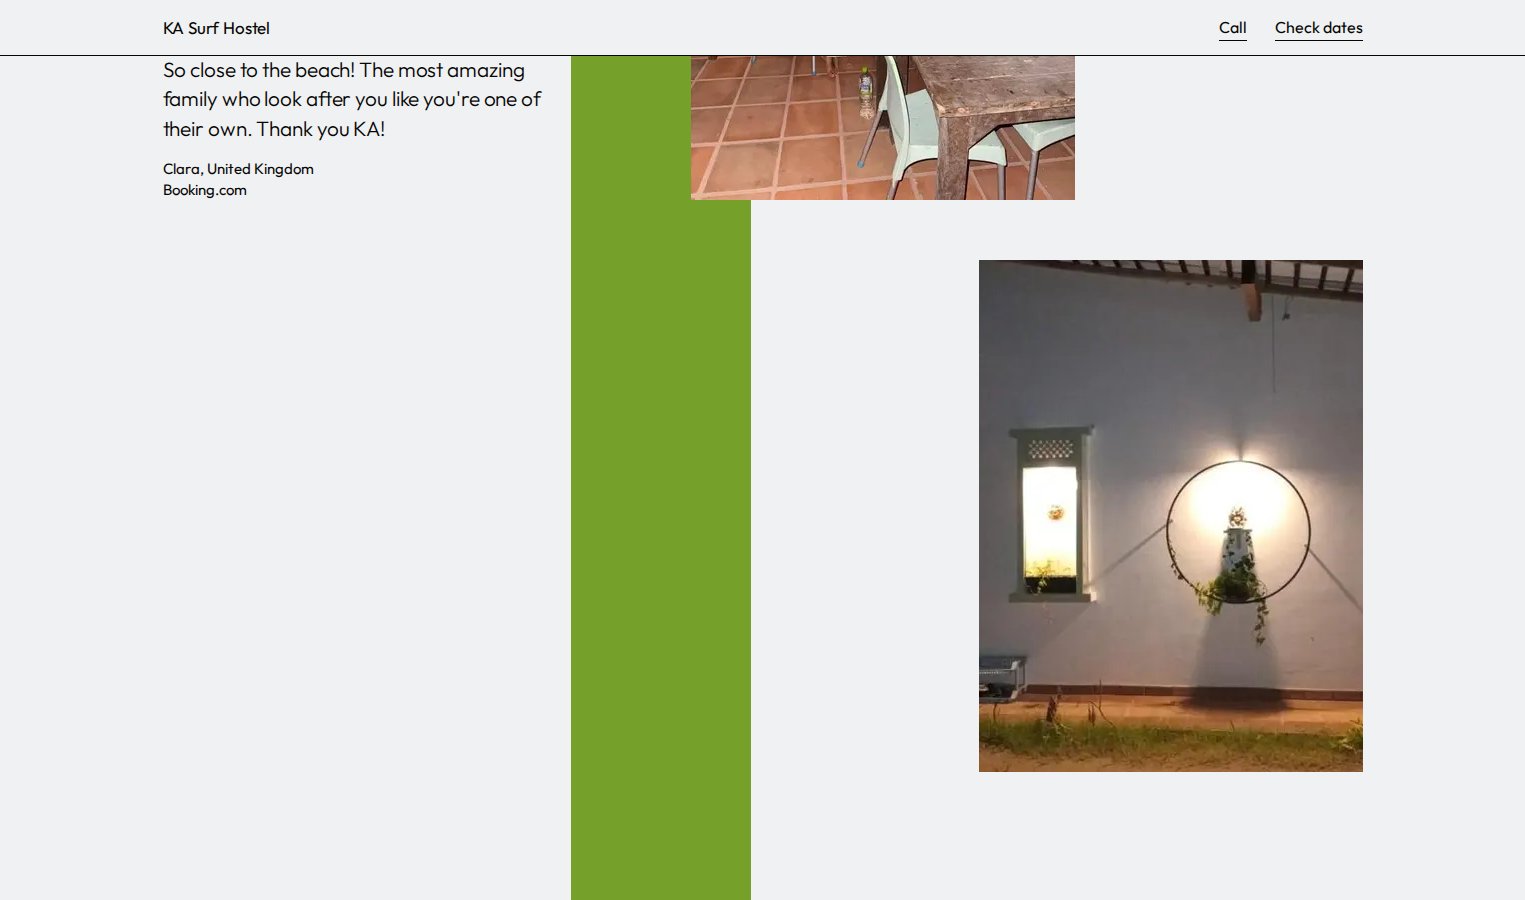 KA Surf Hostel
Call
Check dates
So close to the beach! The most amazing
family who look after you like you're one of
their own. Thank you KA!
Clara, United Kingdom
Booking.com